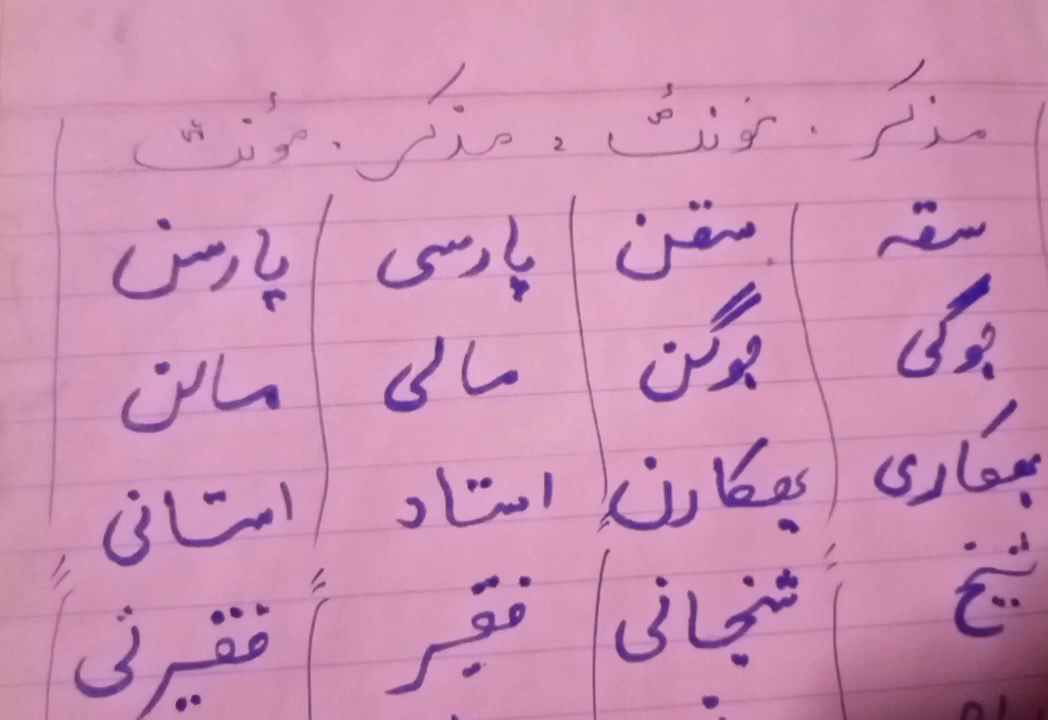 مذکر . مؤنث ، مذکر . مؤنث
سقہ سقن پارسی پارسن
جوگی جوگن مالی مالن
بھکاری بھکارن استاد استانی
شیخ شنجانی فقیر فقیرنی